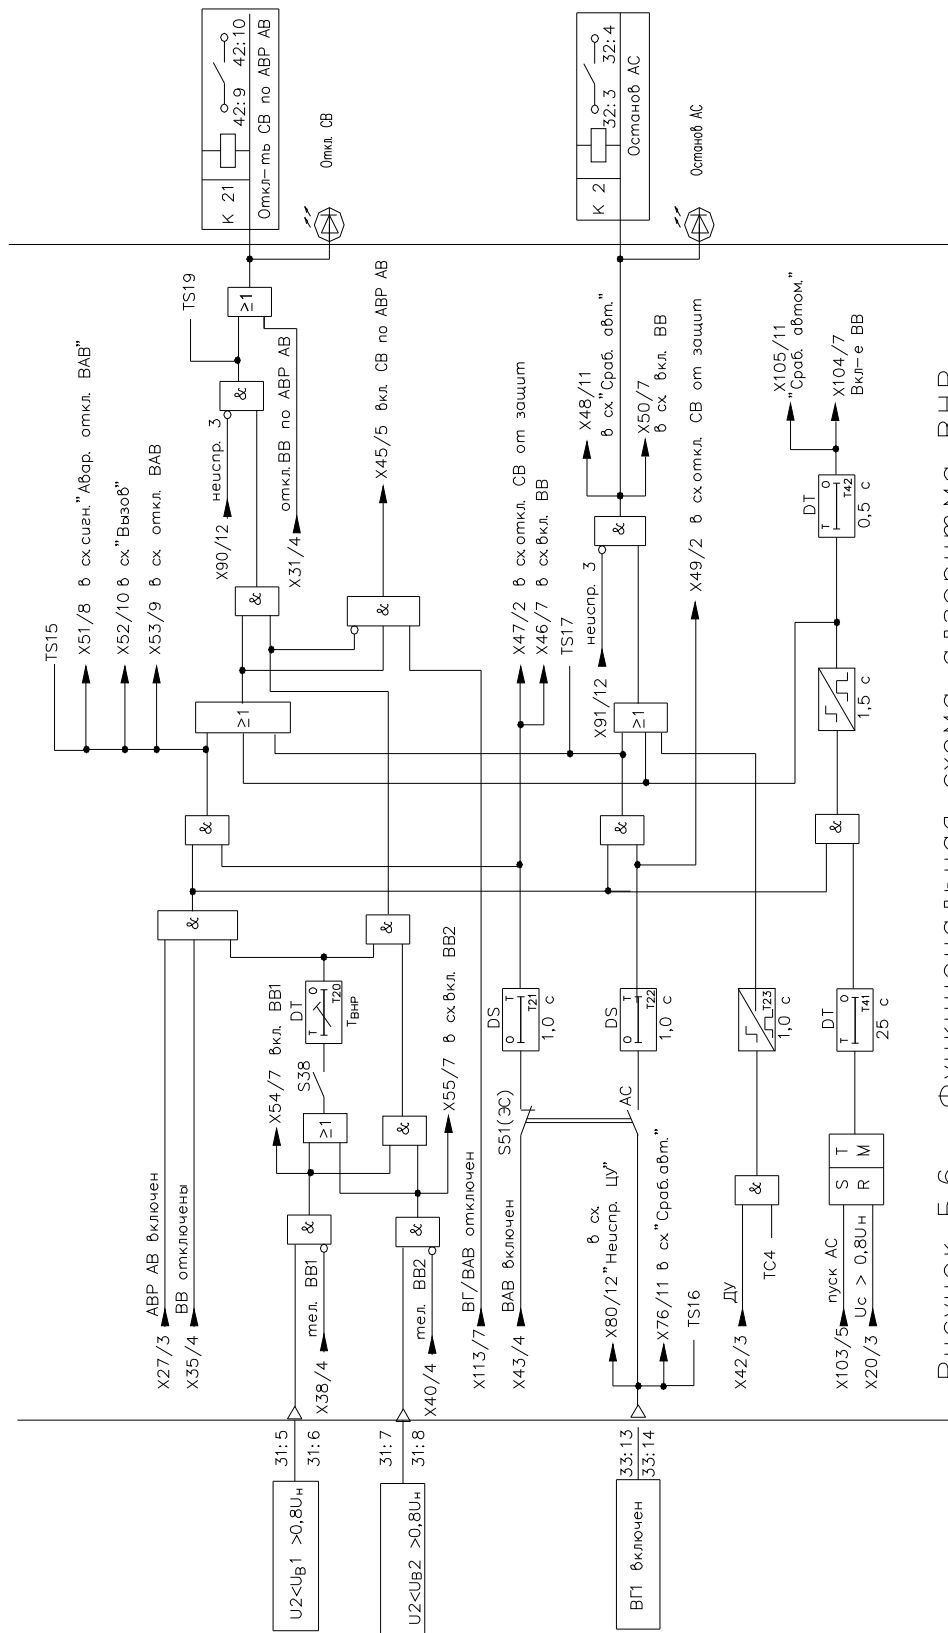 U2<UВ1 >0,8Uн
31:5
31:6
U2<UВ2 >0,8Uн
31:7
31:8
ВГ1 включен
33:13
33:14
X27/3
АВР АВ включен
X35/4
ВВ отключены
X38/4
тел. ВВ1
X40/4
тел. ВВ2
X113/7
ВГ/ВАВ отключен
X43/4
ВАВ включен
в сх.
X80/12"Неиспр. ЦУ"
X76/11 в сх."Сраб.авт."
TS16
X42/3
ДУ
ТС4
X103/5
пуск АС
X20/3
Uс > 0,8Uн
&
&
&
S T
R M
X54/7 вкл. ВВ1
≥1
&
X55/7 в сх.вкл. ВВ2
S38
DT
T O
T20
TВНР
S51(ЭС)
АС
DS
O T
T21
1,0 с
DS
O T
T22
1,0 с
T23
1,0 с
DT
T O
T41
25 с
&
&
&
&
&
TS15
X51/8 в сх.сигн."Авар. откл. ВАВ"
X52/10 в сх."Вызов"
X53/9 в сх. откл. ВАВ
≥1
TS17
≥1
1,5 с
&
&
X45/5 вкл. СВ по АВР АВ
X47/2 в сх.откл. СВ от защит
X46/7 в сх.вкл. ВВ
X91/12
неиспр. 3
X49/2 в сх.откл. СВ от защит
X90/12
неиспр. 3
X31/4
откл.ВВ по АВР АВ
&
TS19
≥1
&
X48/11
в сх."Сраб. авт."
X50/7
в сх. вкл. ВВ
DT
T O
T42
0,5 с
X105/11
"Сраб. автом."
X104/7
Вкл-е ВВ
К 21
42:9 42:10
Откл-ть СВ по АВР АВ
Откл. СВ
К 2
32:3 32:4
Останов АС
Останов АС